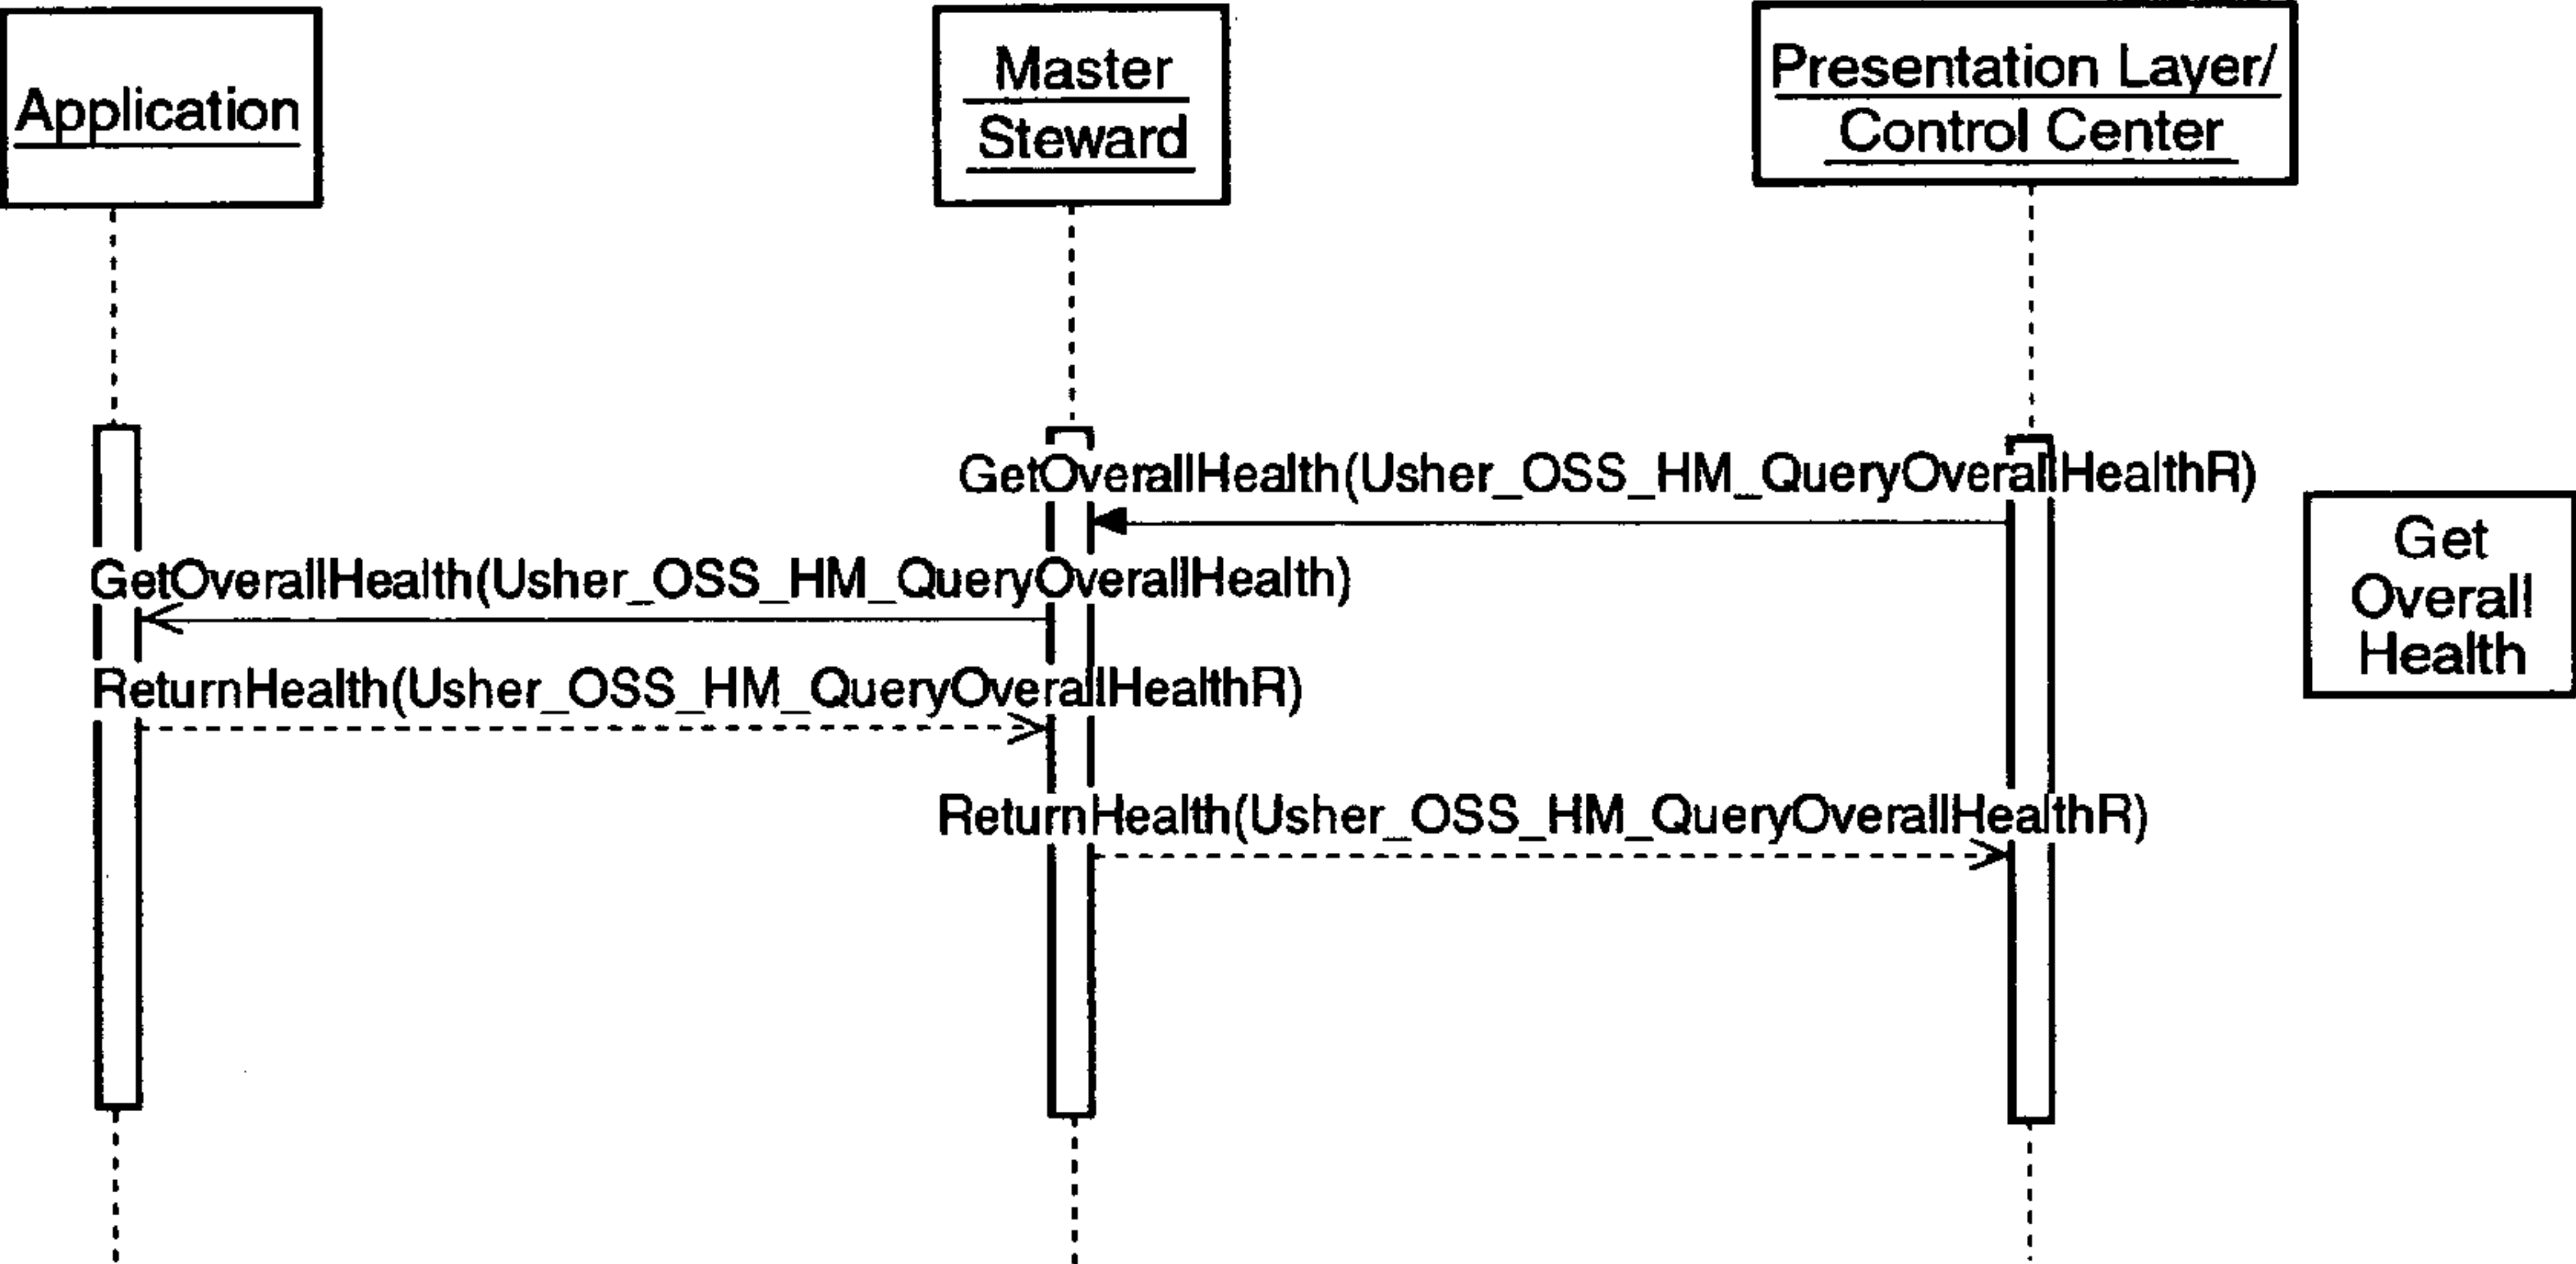 Application
Master
Steward
Presentation Layer/
Control Center
GetOverallHealth(Usher_OSS_HM_QueryOverallHealthR)
GetOverallHealth(Usher_OSS_HM_QueryOverallHealth)
ReturnHealth(Usher_OSS_HM_QueryOverallHealthR)
ReturnHealth(Usher_OSS_HM_QueryOverallHealthR)
Get
Overall
Health